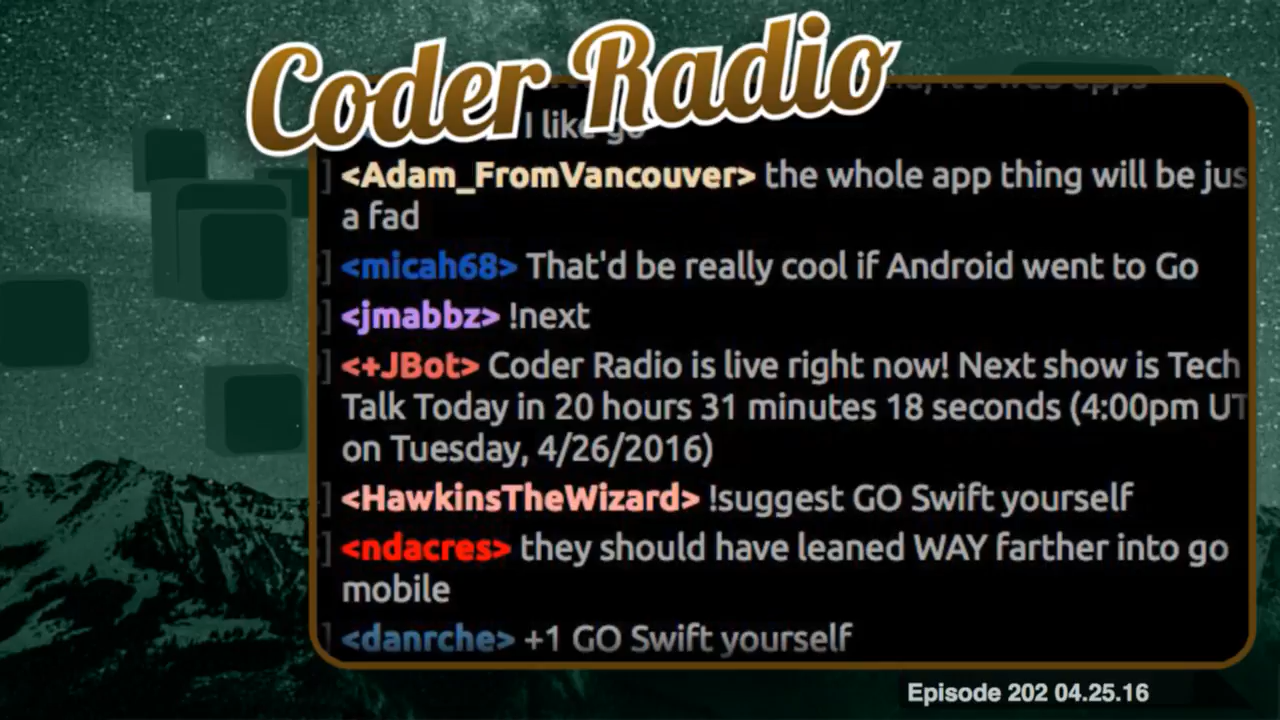 Coder Radio
I like go
] <Adam_FromVancouver> the whole app thing will be jus
a fad
] <micah68> That'd be really cool if Android went to Go
] <jmabbz> !next
] <+JBot> Coder Radio is live right now! Next show is Tech
Talk Today in 20 hours 31 minutes 18 seconds (4:00pm UT
on Tuesday, 4/26/2016)
] <HawkinsTheWizard> !suggest GO Swift yourself
] <ndacres> they should have leaned WAY farther into go
mobile
] <danrche> +1 GO Swift yourself
Episode 202 04.25.16